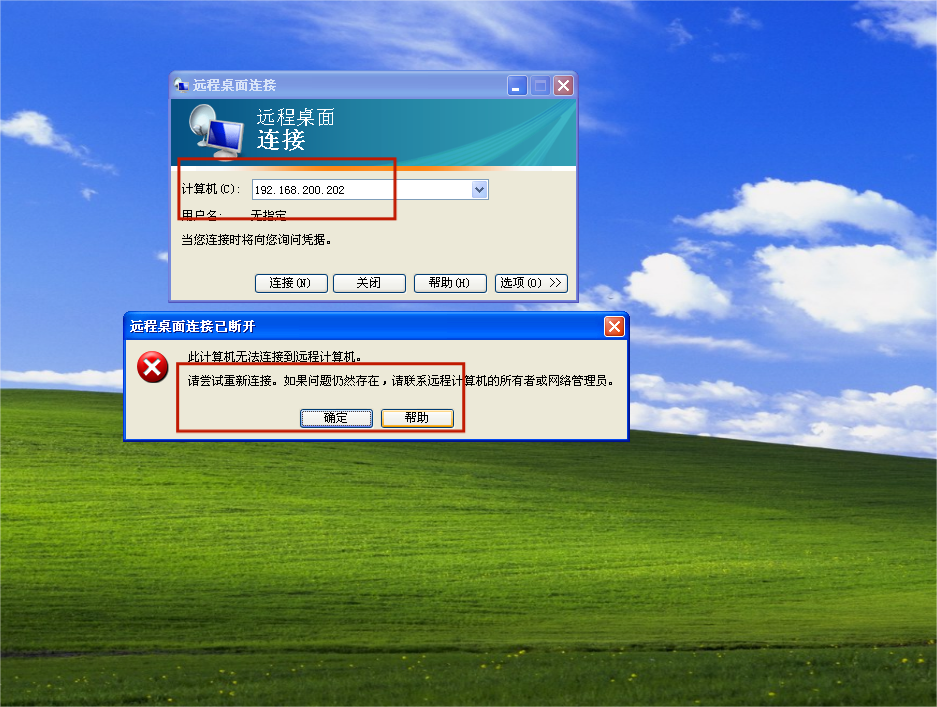 远程桌面连接
远程桌面
连接
计算机(C): 192.168.200.202
用户名: 无指定
当您连接时将向您询问凭据。
连接(N) 关闭 帮助(H) 选项(O) >>
远程桌面连接已断开
此计算机无法连接到远程计算机。
请尝试重新连接。如果问题仍然存在，请联系远程计算机的所有者或网络管理员。
确定 帮助